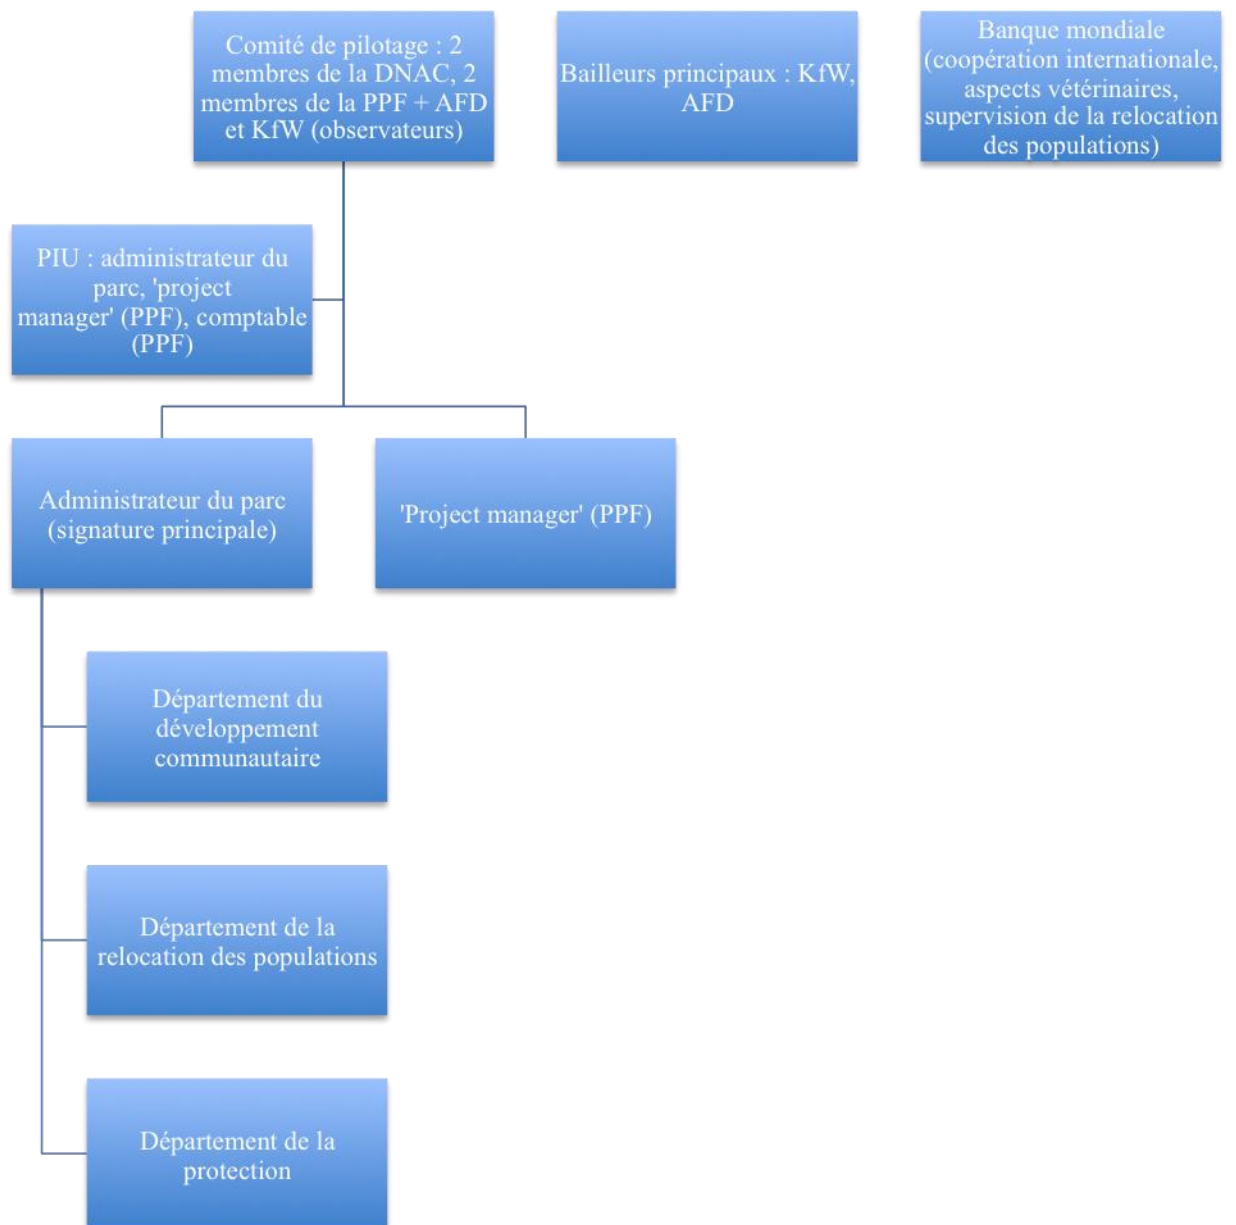 Comité de pilotage : 2
membres de la DNAC, 2
membres de la PPF + AFD
et KfW (observateurs)
Bailleurs principaux : KfW,
AFD
Banque mondiale
(coopération internationale,
aspects vétérinaires,
supervision de la relocation
des populations)
PIU : administrateur du
parc, 'project
manager' (PPF), comptable
(PPF)
Administrateur du parc
(signature principale)
'Project manager' (PPF)
Département du
développement
communautaire
Département de la
relocation des populations
Département de la
protection